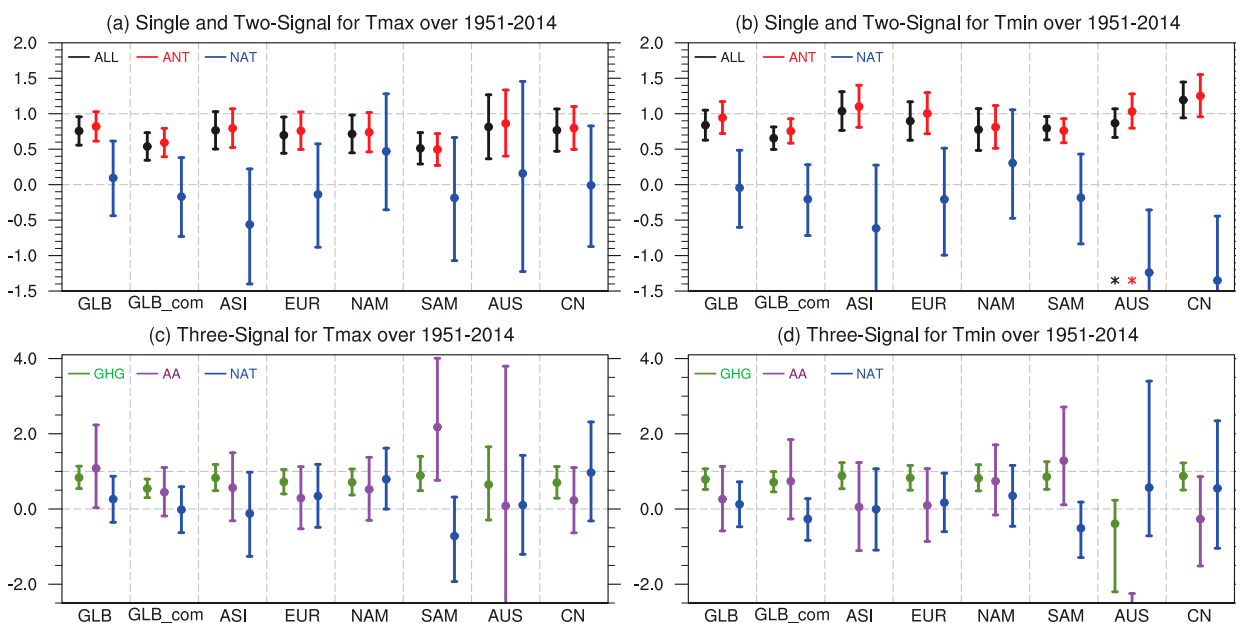 (a) Single and Two-Signal for Tmax over 1951-2014
2.0
ALL ANT NAT
1.5
1.0
0.5
0.0
-0.5
-1.0
-1.5
GLB GLB_com ASI EUR NAM SAM AUS CN
(b) Single and Two-Signal for Tmin over 1951-2014
2.0
ALL ANT NAT
1.5
1.0
0.5
0.0
-0.5
-1.0
* *
-1.5
GLB GLB_com ASI EUR NAM SAM AUS CN
(c) Three-Signal for Tmax over 1951-2014
4.0
GHG AA NAT
2.0
0.0
-2.0
GLB GLB_com ASI EUR NAM SAM AUS CN
(d) Three-Signal for Tmin over 1951-2014
4.0
GHG AA NAT
2.0
0.0
-2.0
GLB GLB_com ASI EUR NAM SAM AUS CN